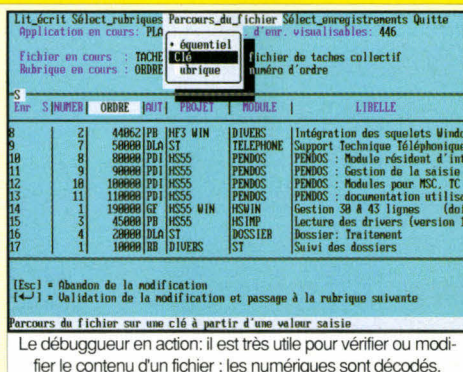 Lit_écrit Sélect_rubriques Parcours_du_fichier Sélect_enregistrements Quitte
Application en cours: PLA d'enr. visualisables: 446
• équentiel
Clé
ubrique
Fichier en cours : TACHE fichier de taches collectif
Rubrique en cours : ORDRE numéro d'ordre
S
Enr S NUMEB ORDRE AUT PROJET MODULE LIBELLE
8 2 44062 PB HF3 WIN DIVERS Intégration des squelets Windo
9 7 50000 DLA ST TELEPHONE Support Technique Téléphonique
10 8 80000 PDI HS55 PENDOS PENDOS : Module résident d'int
11 9 90000 PDI HS55 PENDOS PENDOS : Gestion de la saisie
12 10 100000 PDI HS55 PENDOS PENDOS : Modules pour MSC, TC
13 11 110000 PDI HS55 PENDOS PENDOS : documentation utilisa
14 1 190000 GF HS55 WIN HSWIN Gestion 30 & 43 lignes (do
15 3 45000 PB HS55 HSIMP Lecture des drivers (version 1
16 4 20000 DLA ST DOSSIER Dossier: Traitement
17 1 10000 RB DIVERS ST Suivi des dossiers
[Esc] = Abandon de la modification
[←┘] = Validation de la modification et passage à la rubrique suivante
Parcours du fichier sur une clé à partir d'une valeur saisie
Le débuggueur en action: il est très utile pour vérifier ou modi-
fier le contenu d'un fichier : les numériques sont décodés.